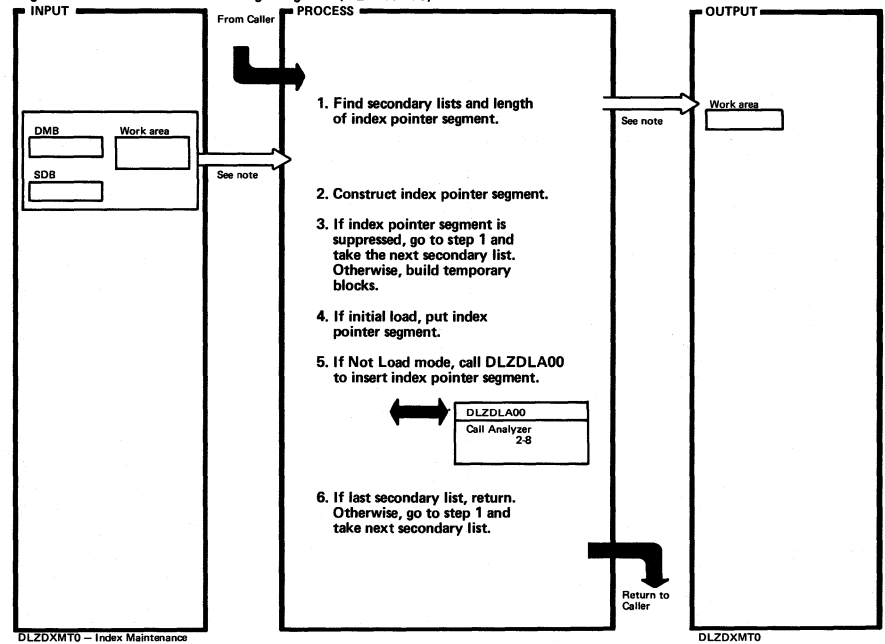 INPUT
From Caller
PROCESS
OUTPUT
1. Find secondary lists and length
of index pointer segment.
See note
Work area
DMB
Work area
SDB
See note
2. Construct index pointer segment.
3. If index pointer segment is
suppressed, go to step 1 and
take the next secondary list.
Otherwise, build temporary
blocks.
4. If initial load, put index
pointer segment.
5. If Not Load mode, call DLZDLA00
to insert index pointer segment.
DLZDLA00
Call Analyzer
2-8
6. If last secondary list, return.
Otherwise, go to step 1 and
take next secondary list.
Return to
Caller
DLZDXMT0 — Index Maintenance
DLZDXMT0